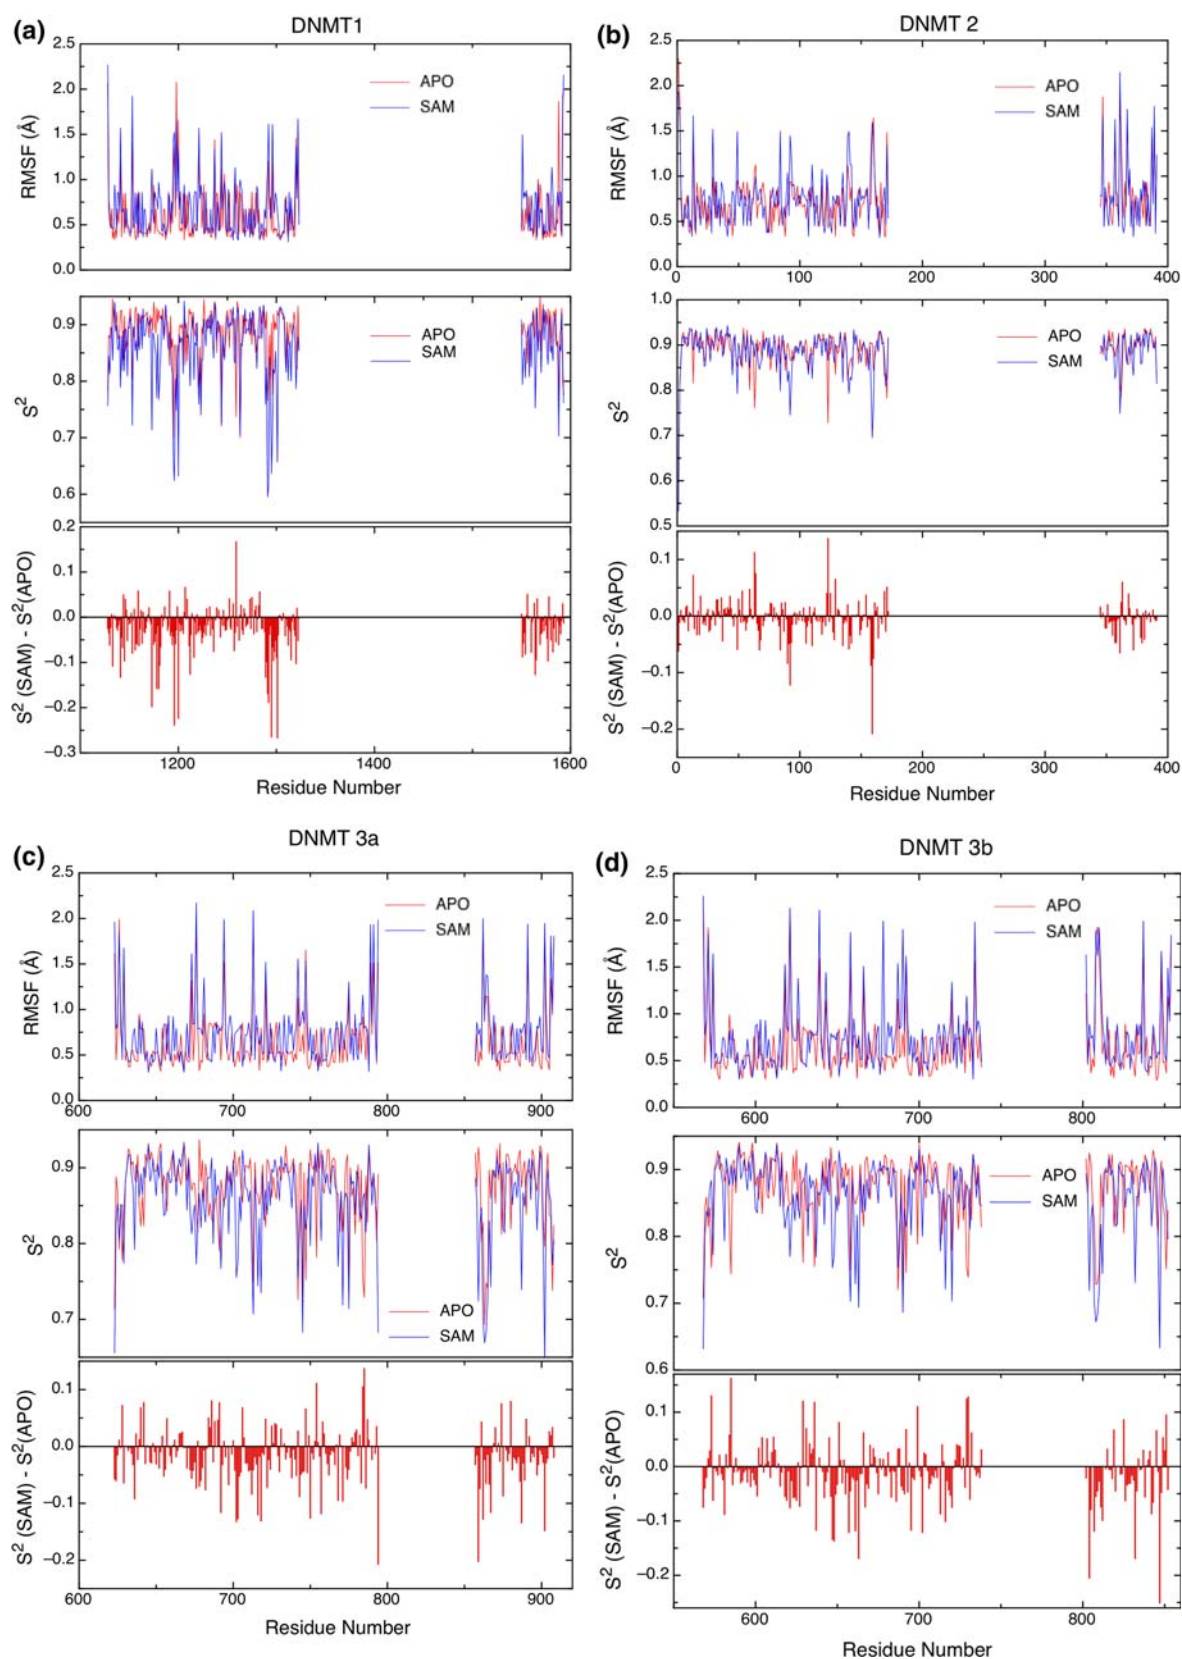 (a)
DNMT1
2.5
2.0
1.5
1.0
0.5
0.0
RMSF (Å)
APO
SAM
0.9
0.8
0.7
0.6
S²
APO
SAM
0.2
0.1
0.0
−0.1
−0.2
−0.3
S² (SAM) - S²(APO)
1200
1400
1600
Residue Number
(b)
DNMT 2
2.5
2.0
1.5
1.0
0.5
0.0
RMSF (Å)
APO
SAM
0
100
200
300
400
1.0
0.9
0.8
0.7
0.6
0.5
S²
APO
SAM
0.1
0.0
−0.1
−0.2
S² (SAM) - S²(APO)
0
100
200
300
400
Residue Number
(c)
DNMT 3a
2.5
2.0
1.5
1.0
0.5
0.0
RMSF (Å)
APO
SAM
600
700
800
900
0.9
0.8
0.7
S²
APO
SAM
0.1
0.0
−0.1
−0.2
S² (SAM) - S²(APO)
600
700
800
900
Residue Number
(d)
DNMT 3b
2.5
2.0
1.5
1.0
0.5
0.0
RMSF (Å)
APO
SAM
600
700
800
0.9
0.8
0.7
0.6
S²
APO
SAM
0.1
0.0
−0.1
−0.2
S² (SAM) - S²(APO)
600
700
800
Residue Number